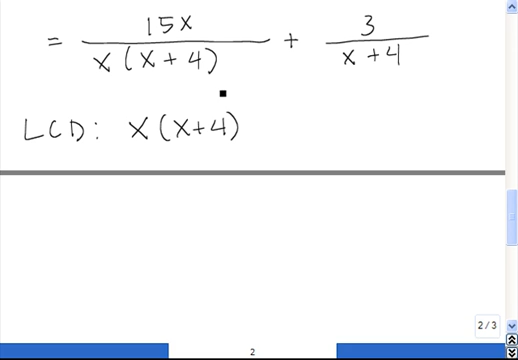 = 15x / x(x+4) + 3 / x+4
LCD: x(x+4)
2 / 3
2